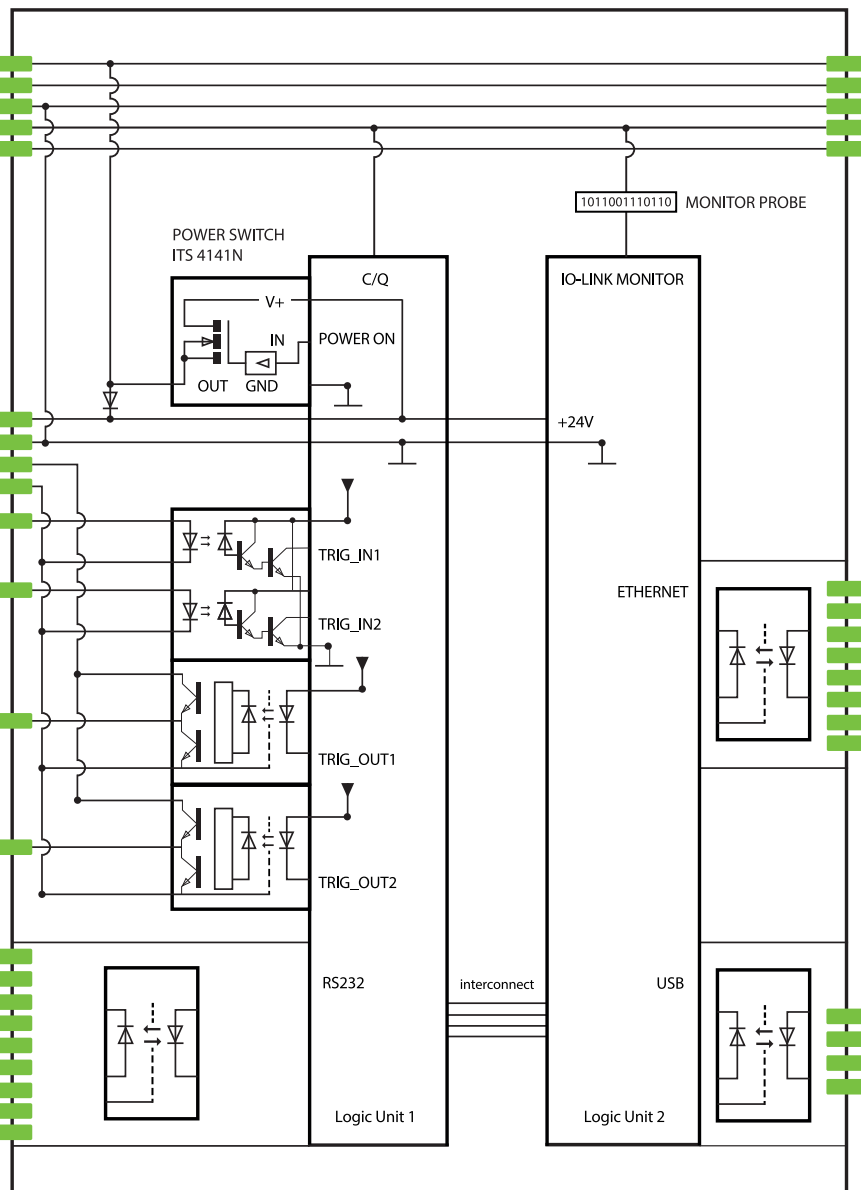 1011001110110
MONITOR PROBE
POWER SWITCH
ITS 4141N
C/Q
IO-LINK MONITOR
V+
IN
POWER ON
OUT
GND
+24V
TRIG_IN1
ETHERNET
TRIG_IN2
TRIG_OUT1
TRIG_OUT2
RS232
interconnect
USB
Logic Unit 1
Logic Unit 2